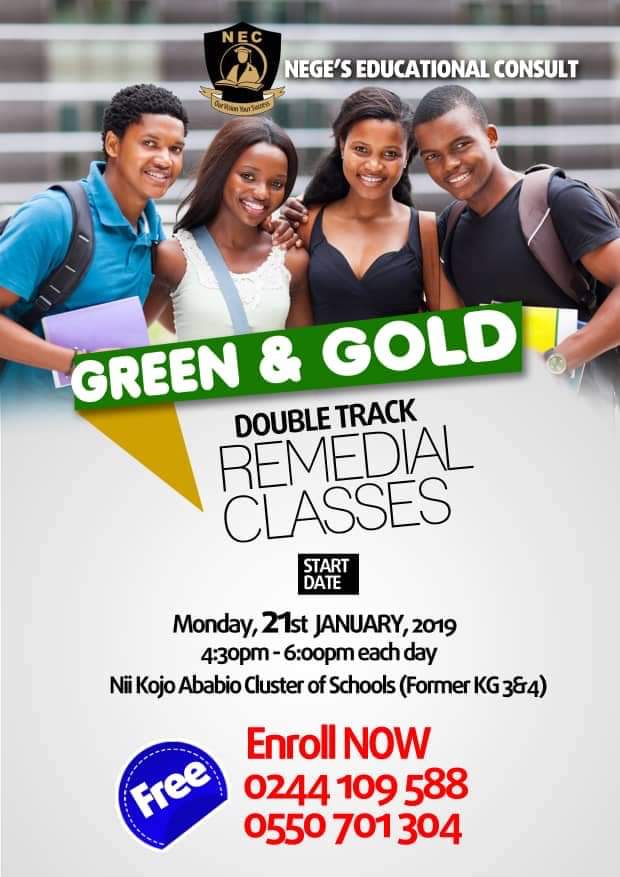 NEC
Our Vision Your Success
NEGE'S EDUCATIONAL CONSULT
GREEN & GOLD
DOUBLE TRACK
REMEDIAL
CLASSES
START
DATE
Monday, 21st JANUARY, 2019
4:30pm - 6:00pm each day
Nii Kojo Ababio Cluster of Schools (Former KG 3&4)
Free
Enroll NOW
0244 109 588
0550 701 304